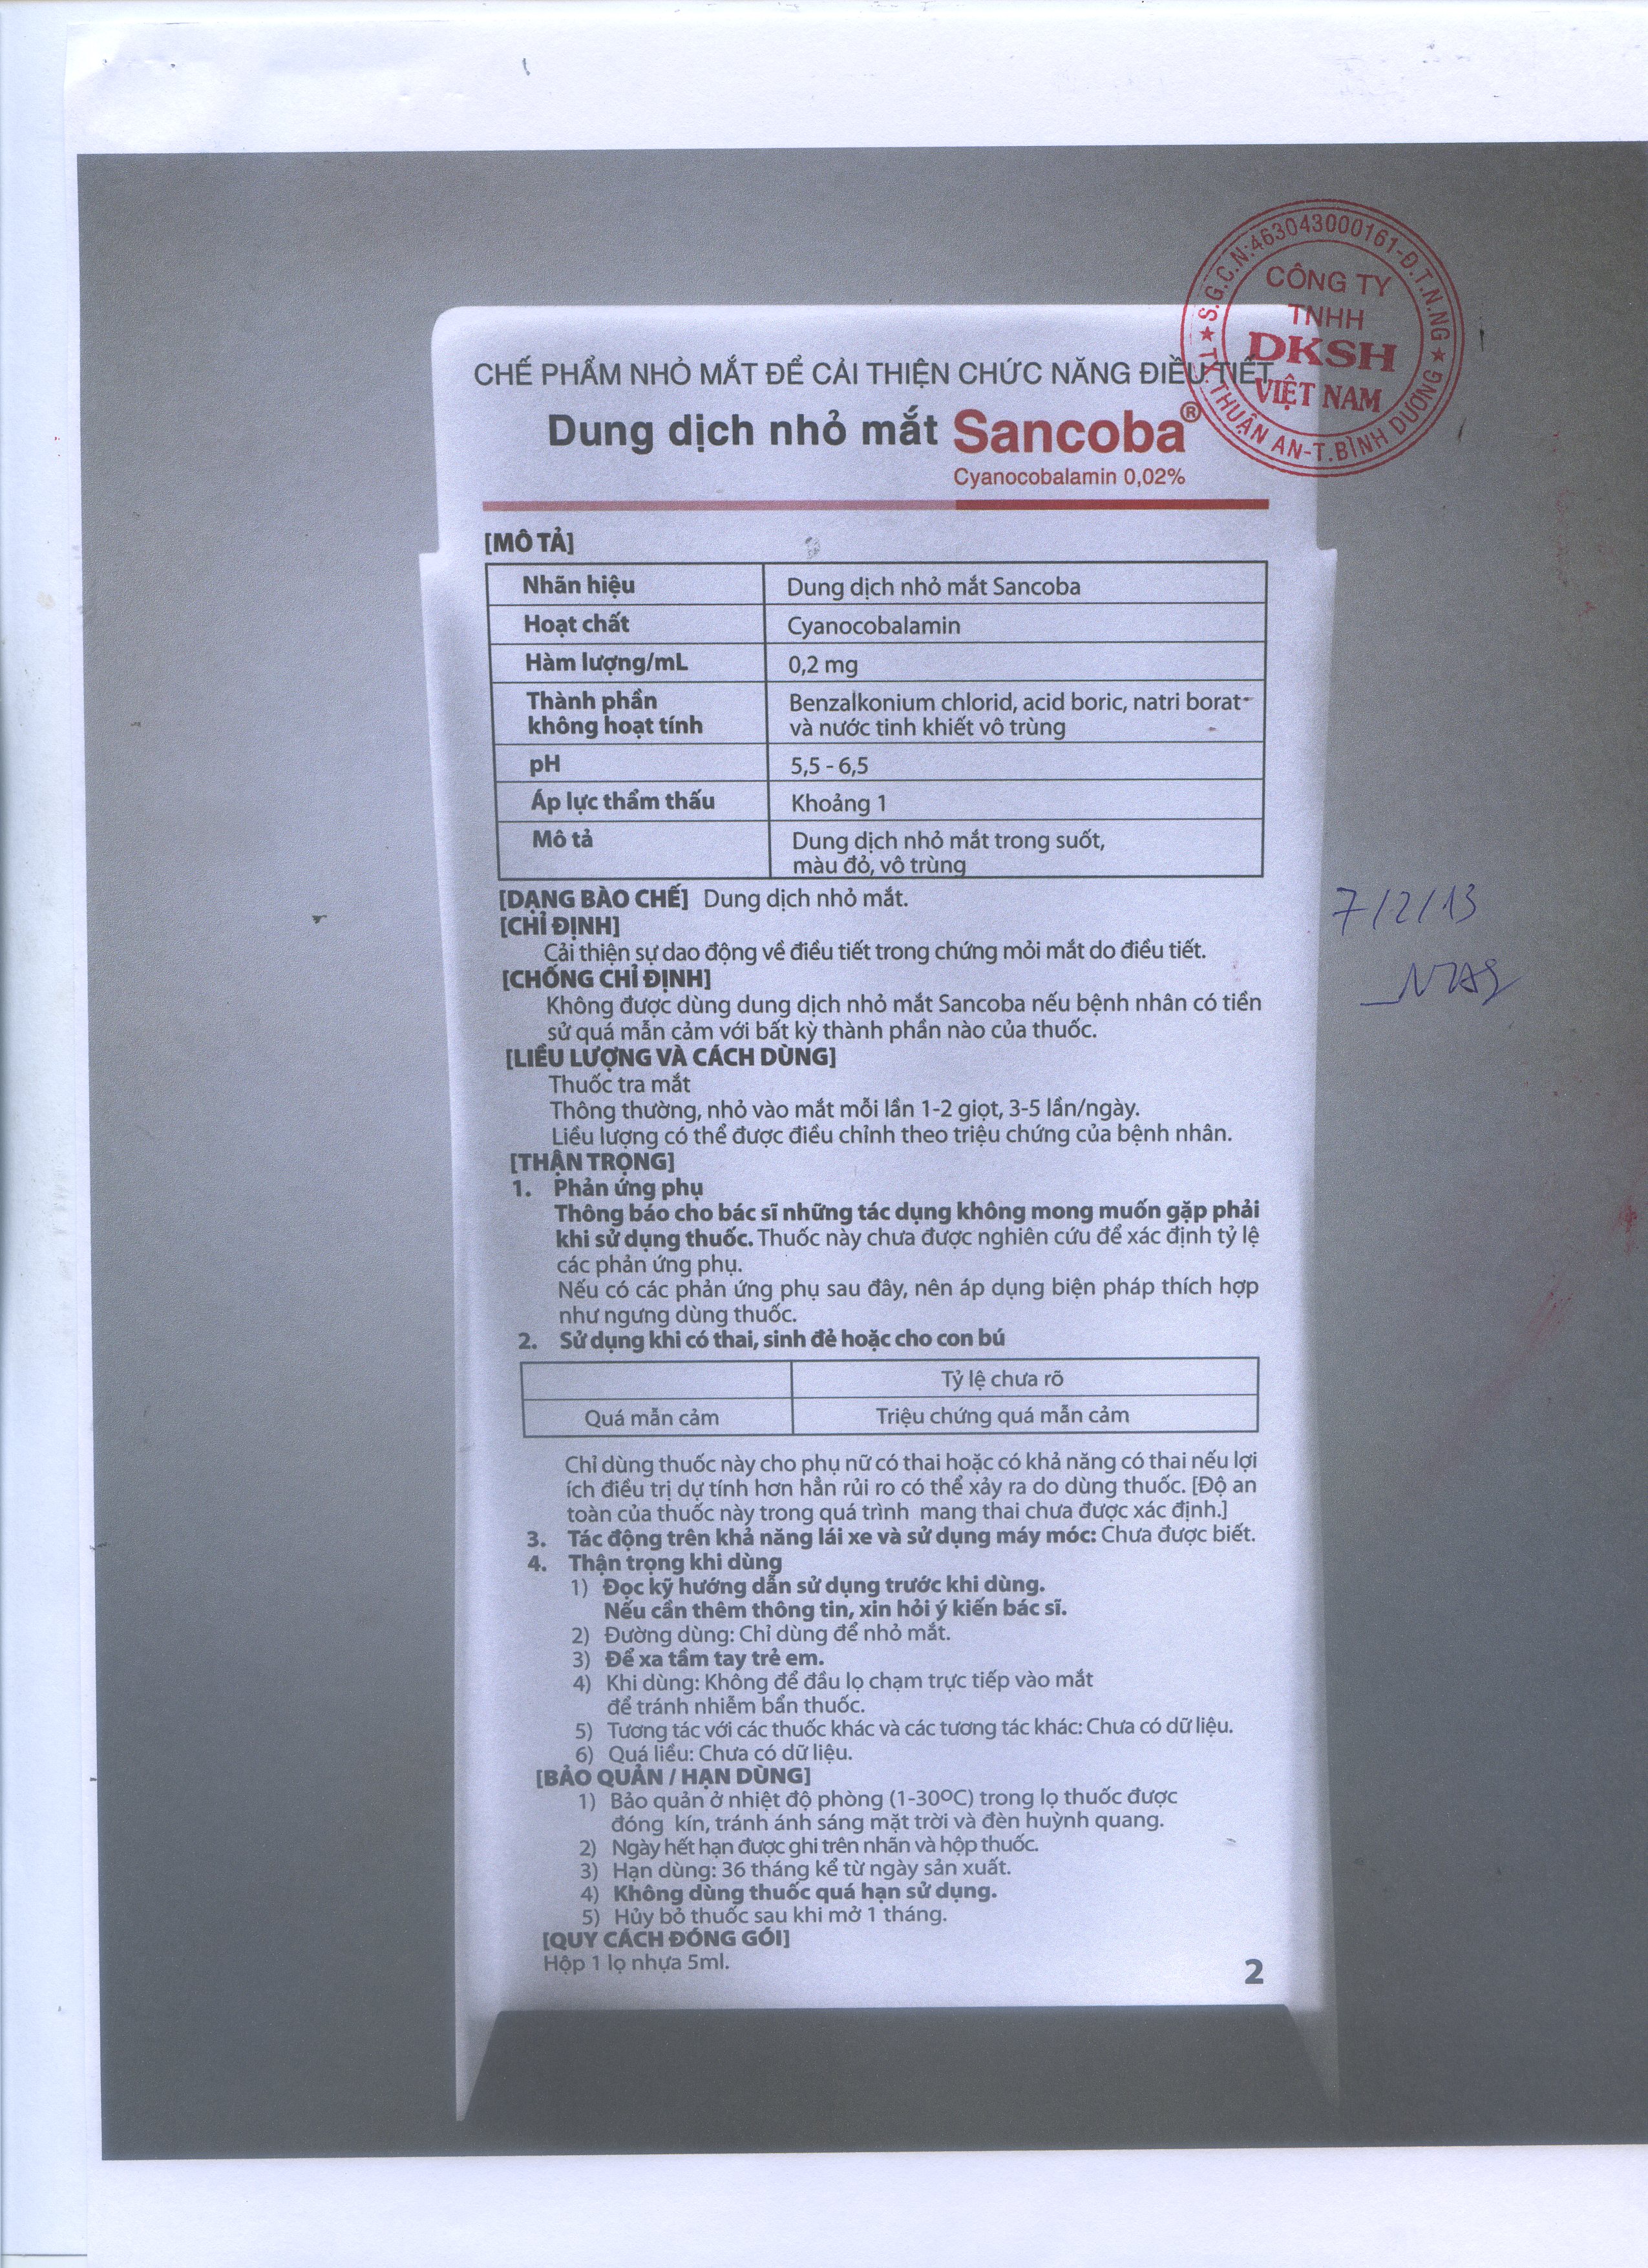 S.G.C.N:463043000161-Đ.T.N.NG
CÔNG TY
TNHH
DKSH
VIỆT NAM
TX.THUẬN AN-T.BÌNH DƯƠNG
CHẾ PHẨM NHỎ MẮT ĐỂ CẢI THIỆN CHỨC NĂNG ĐIỀU TIẾT
Dung dịch nhỏ mắt Sancoba®
Cyanocobalamin 0,02%
[MÔ TẢ]
Nhãn hiệu Dung dịch nhỏ mắt Sancoba
Hoạt chất Cyanocobalamin
Hàm lượng/mL 0,2 mg
Thành phần Benzalkonium chlorid, acid boric, natri borat
không hoạt tính và nước tinh khiết vô trùng
pH 5,5 - 6,5
Áp lực thẩm thấu Khoảng 1
Mô tả Dung dịch nhỏ mắt trong suốt,
màu đỏ, vô trùng
[DẠNG BÀO CHẾ] Dung dịch nhỏ mắt.
7/2/13
[CHỈ ĐỊNH]
Cải thiện sự dao động về điều tiết trong chứng mỏi mắt do điều tiết.
[CHỐNG CHỈ ĐỊNH]
Không được dùng dung dịch nhỏ mắt Sancoba nếu bệnh nhân có tiền
sử quá mẫn cảm với bất kỳ thành phần nào của thuốc.
[LIỀU LƯỢNG VÀ CÁCH DÙNG]
Thuốc tra mắt
Thông thường, nhỏ vào mắt mỗi lần 1-2 giọt, 3-5 lần/ngày.
Liều lượng có thể được điều chỉnh theo triệu chứng của bệnh nhân.
[THẬN TRỌNG]
1. Phản ứng phụ
Thông báo cho bác sĩ những tác dụng không mong muốn gặp phải
khi sử dụng thuốc. Thuốc này chưa được nghiên cứu để xác định tỷ lệ
các phản ứng phụ.
Nếu có các phản ứng phụ sau đây, nên áp dụng biện pháp thích hợp
như ngưng dùng thuốc.
2. Sử dụng khi có thai, sinh đẻ hoặc cho con bú
Tỷ lệ chưa rõ
Quá mẫn cảm Triệu chứng quá mẫn cảm
Chỉ dùng thuốc này cho phụ nữ có thai hoặc có khả năng có thai nếu lợi
ích điều trị dự tính hơn hẳn rủi ro có thể xảy ra do dùng thuốc. [Độ an
toàn của thuốc này trong quá trình mang thai chưa được xác định.]
3. Tác động trên khả năng lái xe và sử dụng máy móc: Chưa được biết.
4. Thận trọng khi dùng
1) Đọc kỹ hướng dẫn sử dụng trước khi dùng.
Nếu cần thêm thông tin, xin hỏi ý kiến bác sĩ.
2) Đường dùng: Chỉ dùng để nhỏ mắt.
3) Để xa tầm tay trẻ em.
4) Khi dùng: Không để đầu lọ chạm trực tiếp vào mắt
để tránh nhiễm bẩn thuốc.
5) Tương tác với các thuốc khác và các tương tác khác: Chưa có dữ liệu.
6) Quá liều: Chưa có dữ liệu.
[BẢO QUẢN / HẠN DÙNG]
1) Bảo quản ở nhiệt độ phòng (1-30ºC) trong lọ thuốc được
đóng kín, tránh ánh sáng mặt trời và đèn huỳnh quang.
2) Ngày hết hạn được ghi trên nhãn và hộp thuốc.
3) Hạn dùng: 36 tháng kể từ ngày sản xuất.
4) Không dùng thuốc quá hạn sử dụng.
5) Hủy bỏ thuốc sau khi mở 1 tháng.
[QUY CÁCH ĐÓNG GÓI]
Hộp 1 lọ nhựa 5ml.
2